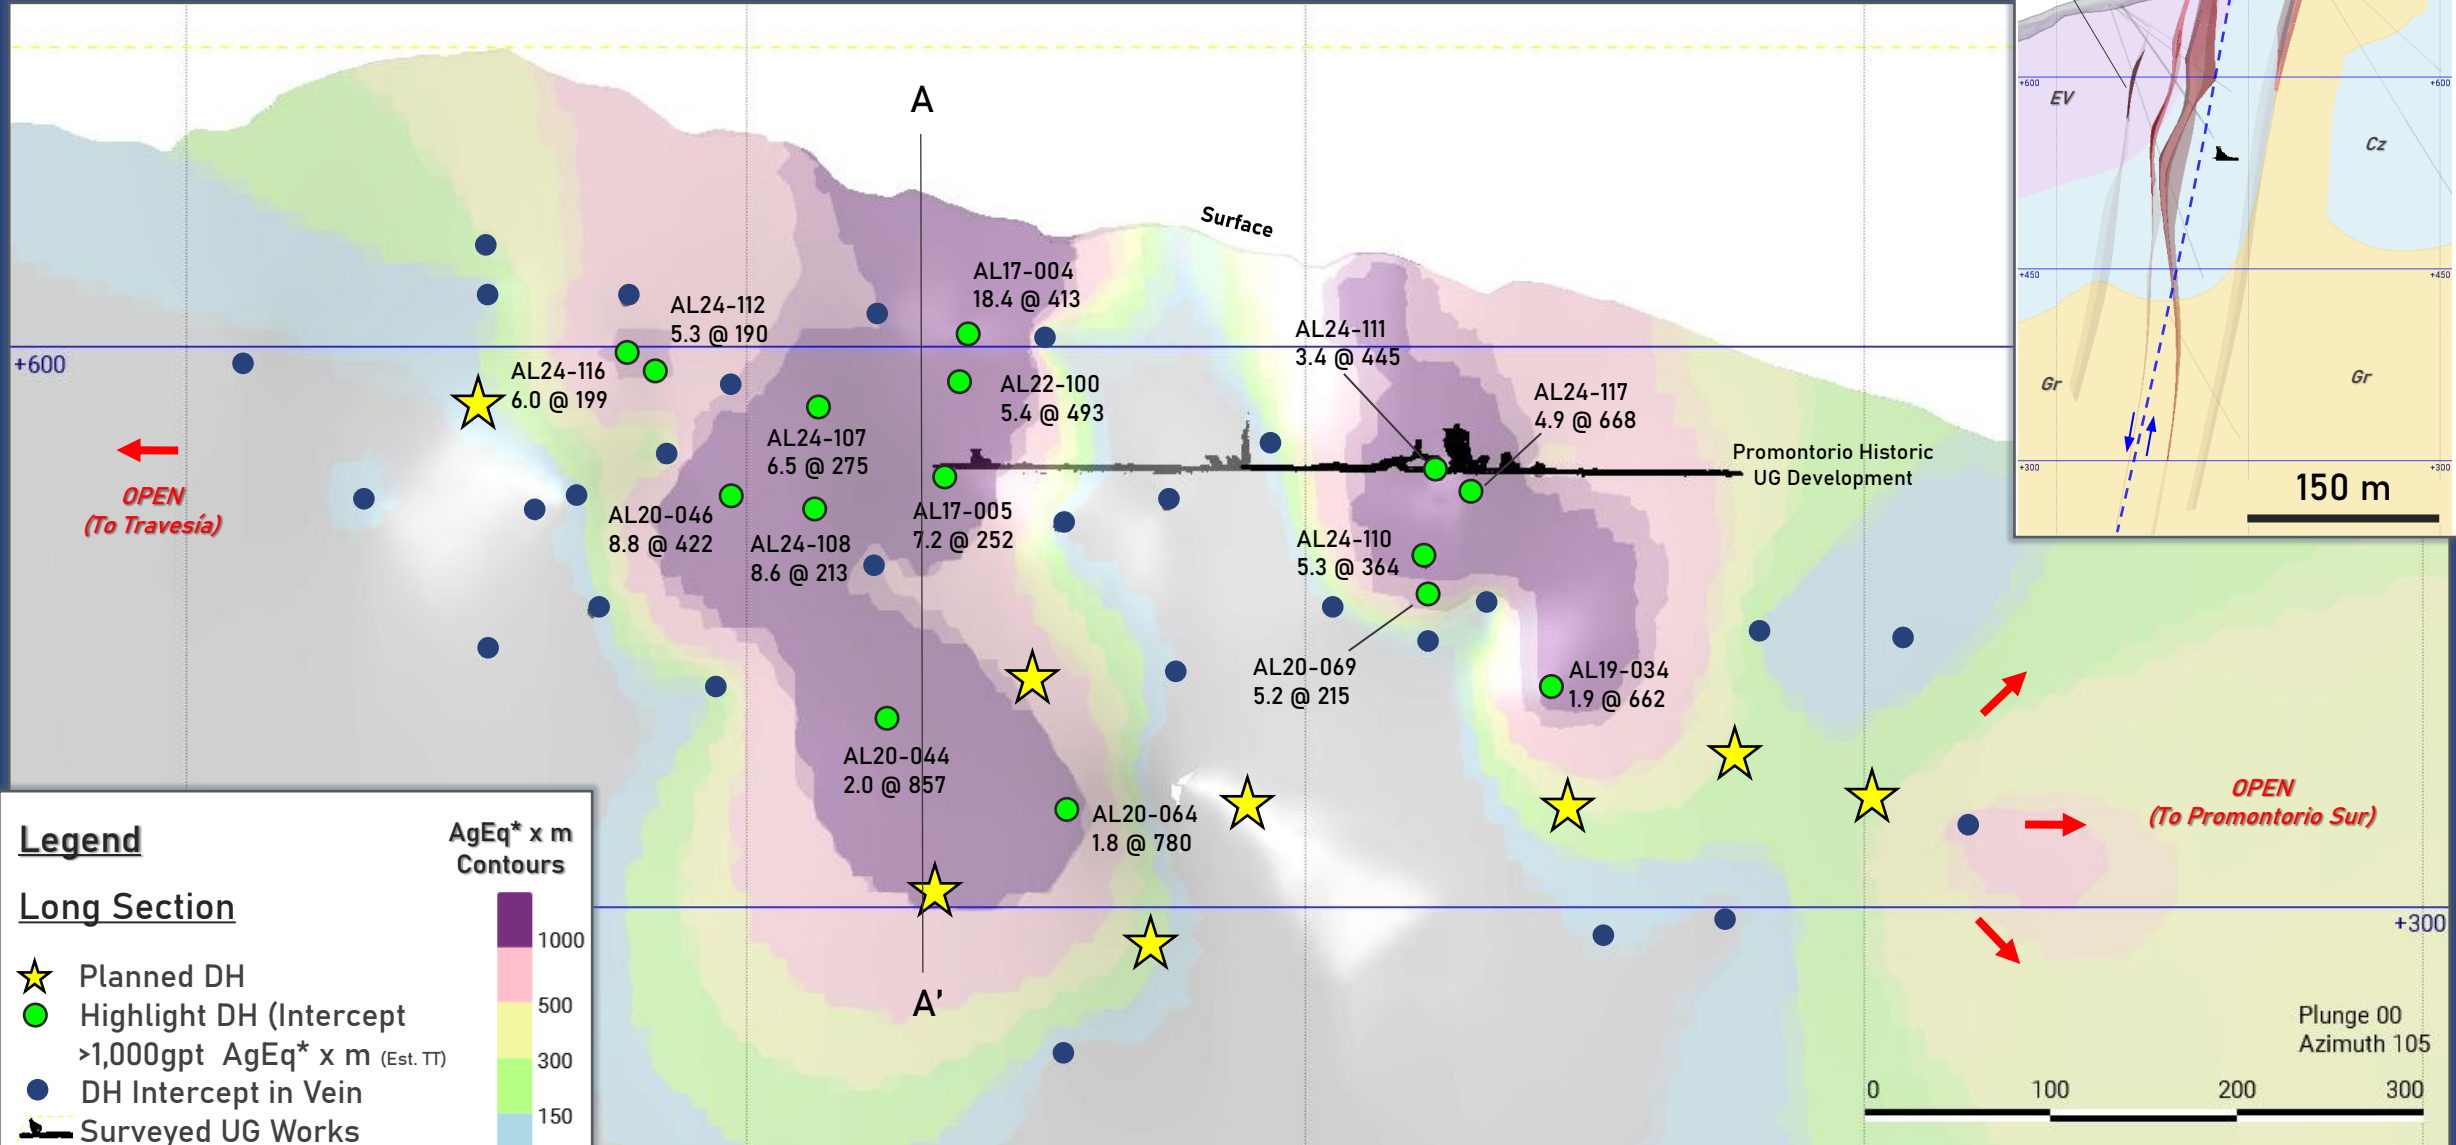 A
Surface
AL17-004
18.4 @ 413
AL24-112
5.3 @ 190
AL24-111
3.4 @ 445
+600
AL24-116
6.0 @ 199
AL22-100
5.4 @ 493
AL24-117
4.9 @ 668
AL24-107
6.5 @ 275
Promontorio Historic
UG Development
OPEN
(To Travesía)
AL20-046
8.8 @ 422
AL24-108
8.6 @ 213
AL17-005
7.2 @ 252
AL24-110
5.3 @ 364
AL20-069
5.2 @ 215
AL19-034
1.9 @ 662
AL20-044
2.0 @ 857
AL20-064
1.8 @ 780
OPEN
(To Promontorio Sur)
+300
A'
Plunge 00
Azimuth 105
0 100 200 300
+600
+600
EV
Cz
+450
+450
Gr
Gr
+300
+300
150 m
Legend
Long Section
Planned DH
Highlight DH (Intercept
>1,000gpt AgEq* x m (Est. TT)
DH Intercept in Vein
Surveyed UG Works
AgEq* x m
Contours
1000
500
300
150